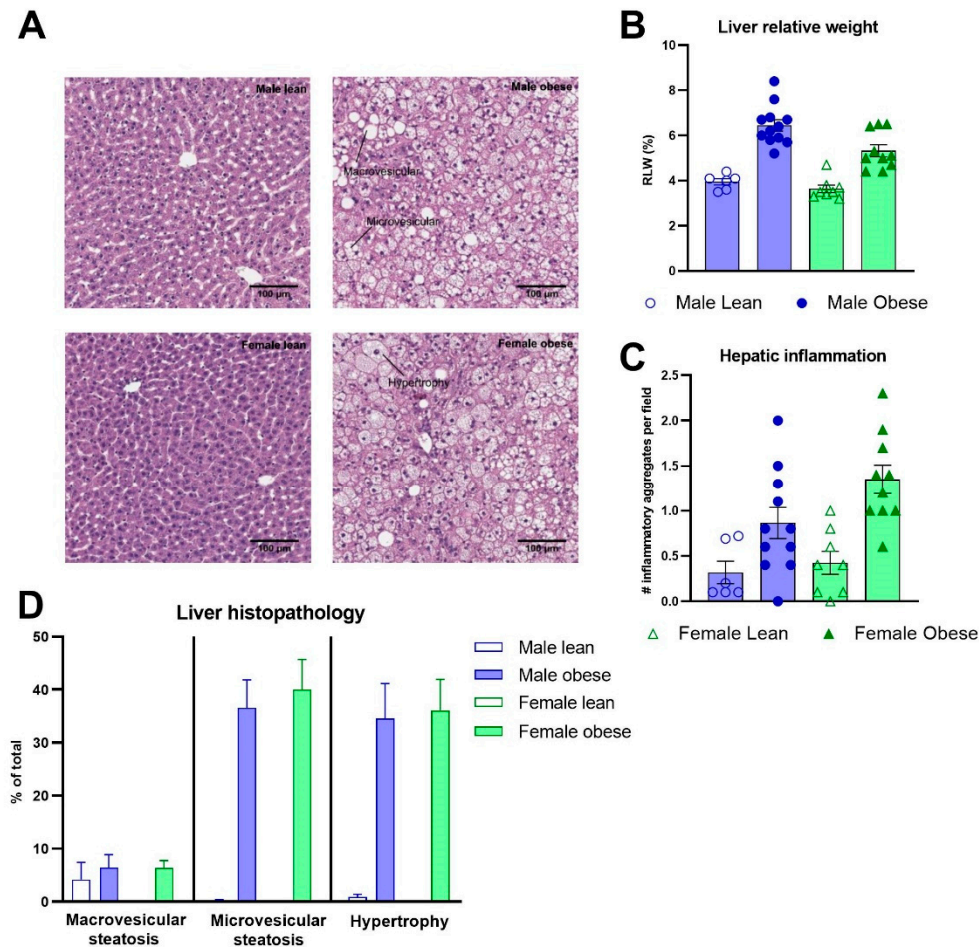 A
Male lean
100 µm
Male obese
Macrovesicular
Microvesicular
100 µm
Female lean
100 µm
Female obese
Hypertrophy
100 µm
B
Liver relative weight
RLW (%)
10
8
6
4
2
0
Male Lean
Male Obese
C
Hepatic inflammation
# inflammatory aggregates per field
2.5
2.0
1.5
1.0
0.5
0.0
Female Lean
Female Obese
D
Liver histopathology
% of total
50
40
30
20
10
0
Macrovesicular
steatosis
Microvesicular
steatosis
Hypertrophy
Male lean
Male obese
Female lean
Female obese